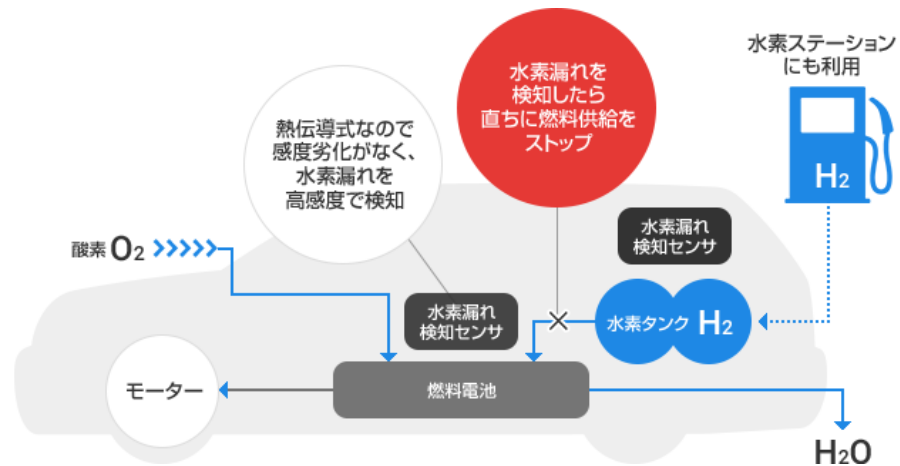 水素ステーション
にも利用
H₂
水素漏れを
検知したら
直ちに燃料供給を
ストップ
熱伝導式なので
感度劣化がなく、
水素漏れを
高感度で検知
水素漏れ
検知センサ
酸素 O₂
水素漏れ
検知センサ
水素タンク H₂
モーター
燃料電池
H₂O